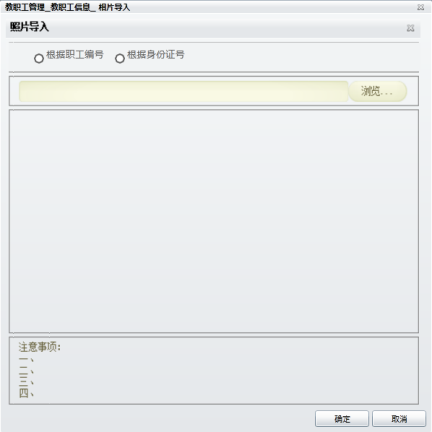 教职工管理_教职工信息_ 相片导入
照片导入
根据职工编号 根据身份证号
浏览...
注意事项:
一、
二、
三、
四、
确定 取消